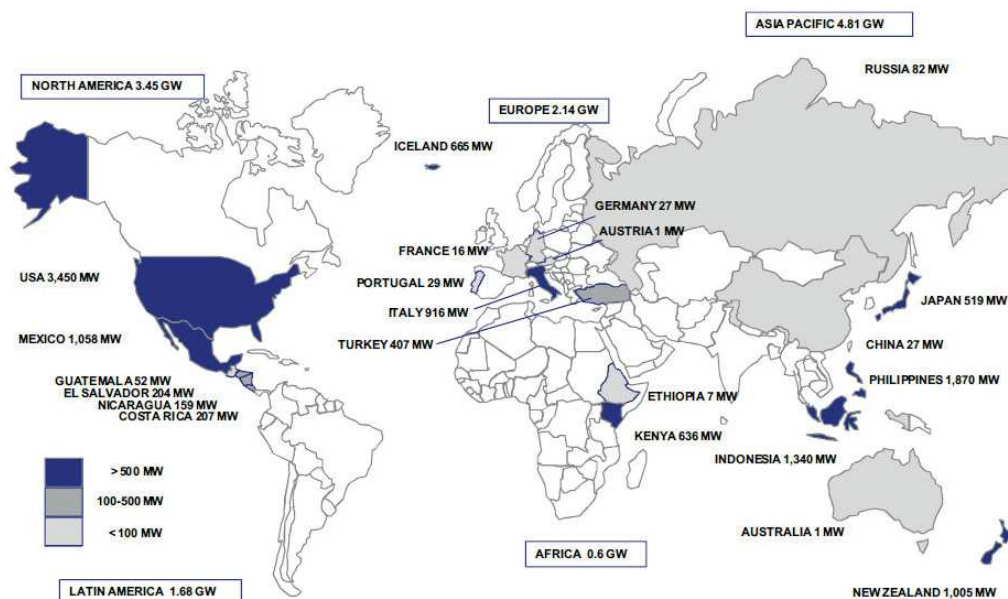 ASIA PACIFIC 4.81 GW
RUSSIA 82 MW
NORTH AMERICA 3.45 GW
EUROPE 2.14 GW
ICELAND 665 MW
GERMANY 27 MW
AUSTRIA 1 MW
FRANCE 16 MW
USA 3,450 MW
PORTUGAL 29 MW
ITALY 916 MW
JAPAN 519 MW
MEXICO 1,058 MW
TURKEY 407 MW
CHINA 27 MW
GUATEMALA 52 MW
EL SALVADOR 204 MW
NICARAGUA 159 MW
COSTA RICA 207 MW
PHILIPPINES 1,870 MW
ETHIOPIA 7 MW
KENYA 636 MW
INDONESIA 1,340 MW
>500 MW
100-500 MW
<100 MW
AUSTRALIA 1 MW
AFRICA 0.6 GW
LATIN AMERICA 1.68 GW
NEW ZEALAND 1,005 MW